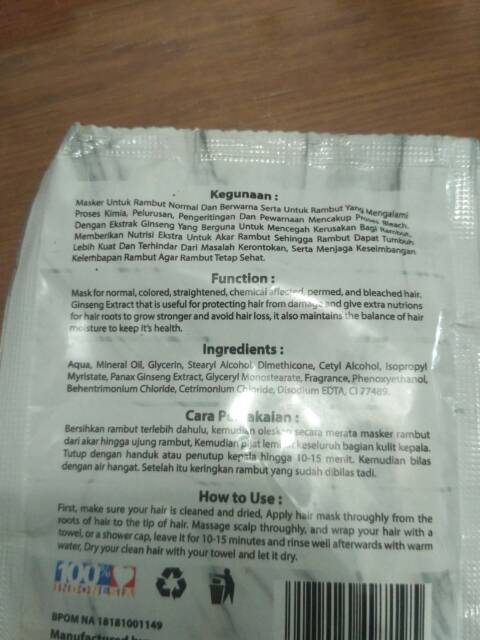 Kegunaan :
Masker Untuk Rambut Normal Dan Berwarna Serta Untuk Rambut Yang Mengalami
Proses Kimia, Pelurusan, Pengeritingan Dan Pewarnaan Mencakup Proses Bleach,
Dengan Ekstrak Ginseng Yang Berguna Untuk Mencegah Kerusakan Bagi Rambut,
Memberikan Nutrisi Ekstra Untuk Akar Rambut Sehingga Rambut Dapat Tumbuh
Lebih Kuat Dan Terhindar Dari Masalah Kerontokan, Serta Menjaga Keseimbangan
Kelembapan Rambut Agar Rambut Tetap Sehat.
Function :
Mask for normal, colored, straightened, chemical affected, permed, and bleached hair.
Ginseng Extract that is useful for protecting hair from damage and give extra nutrions
for hair roots to grow stronger and avoid hair loss, it also maintains the balance of hair
moisture to keep it's health.
Ingredients :
Aqua, Mineral Oil, Glycerin, Stearyl Alcohol, Dimethicone, Cetyl Alcohol, Isopropyl
Myristate, Panax Ginseng Extract, Glyceryl Monostearate, Fragrance, Phenoxyethanol,
Behentrimonium Chloride, Cetrimonium Chloride, Disodium EDTA, CI 77489.
Cara Pemakaian :
Bersihkan rambut terlebih dahulu, kemudian oleskan secara merata masker rambut
dari akar hingga ujung rambut, Kemudian pijat lembut keseluruh bagian kulit kepala.
Tutup dengan handuk atau penutup kepala hingga 10-15 menit. Kemudian bilas
dengan air hangat. Setelah itu keringkan rambut yang sudah dibilas tadi.
How to Use :
First, make sure your hair is cleaned and dried, Apply hair mask throughly from the
roots of hair to the tip of hair. Massage scalp throughly, and wrap your hair with a
towel, or a shower cap, leave it for 10-15 minutes and rinse well afterwards with warm
water, Dry your clean hair with your towel and let it dry.
100%
INDONESIA
BPOM NA 18181001149
Manufactured by